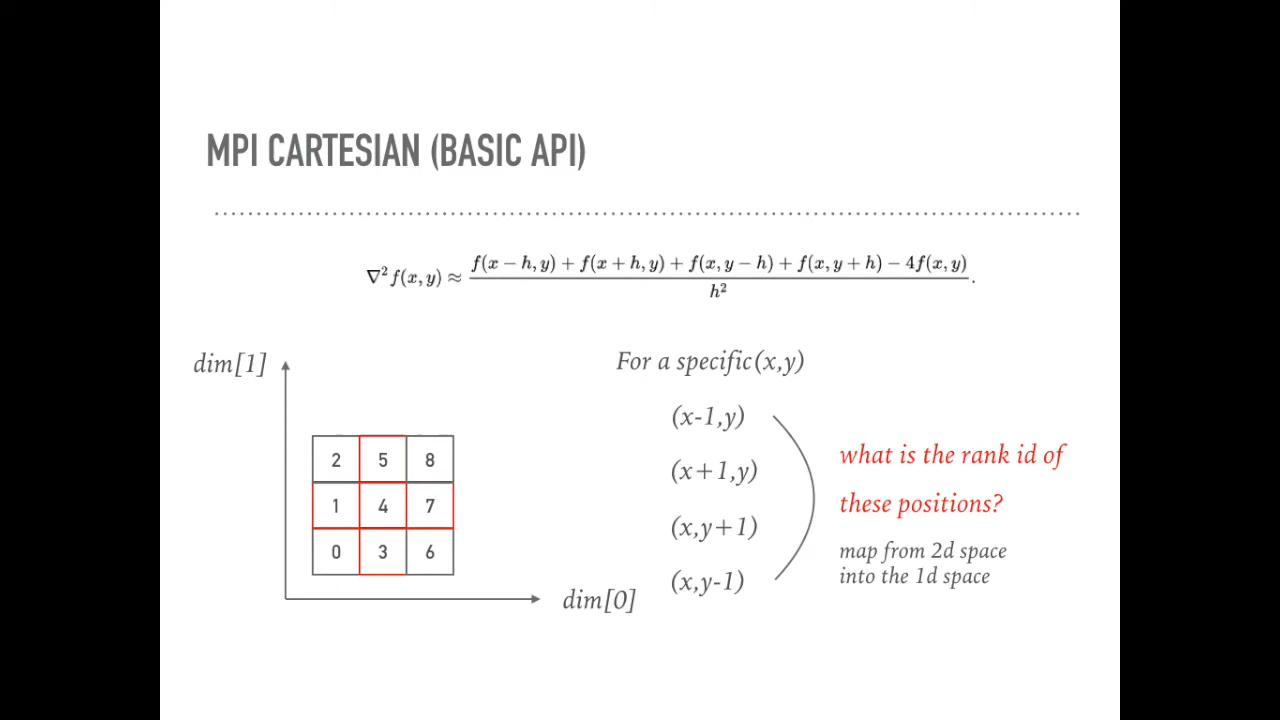 MPI CARTESIAN (BASIC API)
∇² f(x, y) ≈ \frac{f(x − h, y) + f(x + h, y) + f(x, y − h) + f(x, y + h) − 4f(x, y)}{h²}.
dim[1]
2 5 8
1 4 7
0 3 6
dim[0]
For a specific(x,y)
(x-1,y)
(x+1,y)
(x,y+1)
(x,y-1)
what is the rank id of
these positions?
map from 2d space
into the 1d space